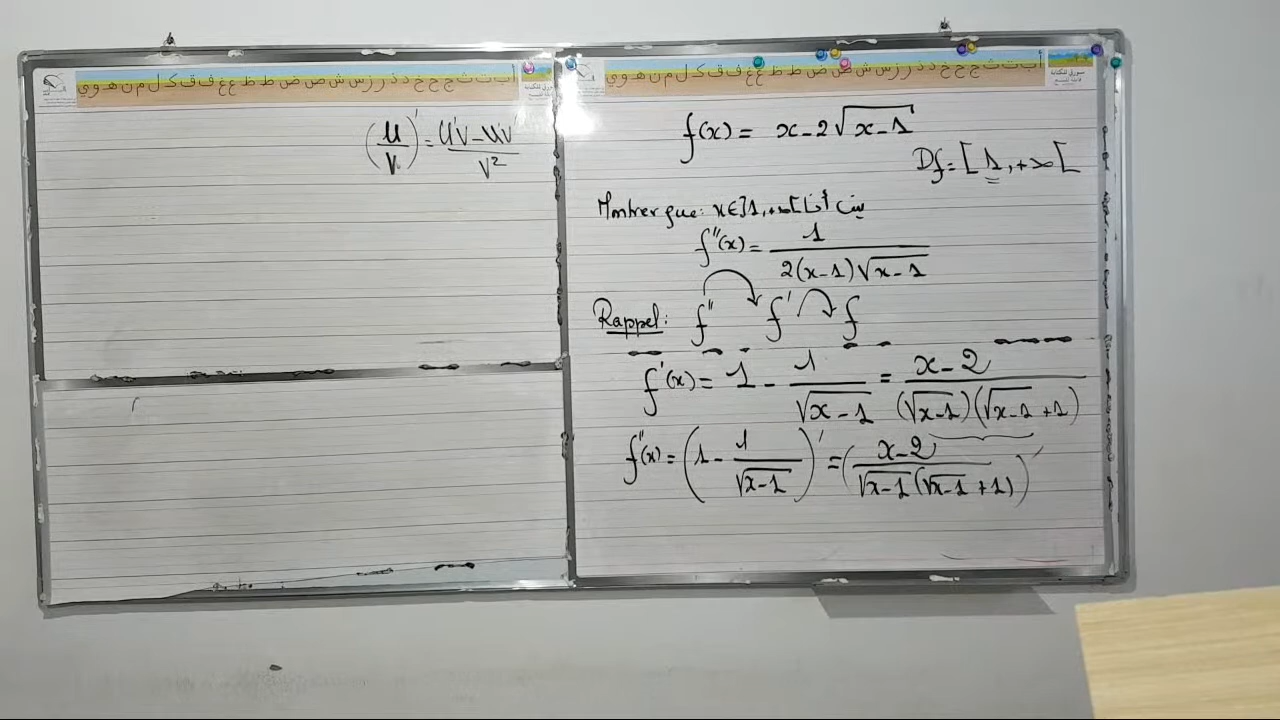 أ ب ت ث ج ح خ د ذ ر ز س ش ص ض ط ظ ع غ ف ق ك ل م ن ه و ي
(u/v)' = u'v - uv' / v²
أ ب ت ث ج ح خ د ذ ر ز س ش ص ض ط ظ ع غ ف ق ك ل م ن ه و ي
f(x) = x - 2√(x-1)
Df = [1, +∞[
Montrer que: x∈]1, +∞[ بين أن
f''(x) = 1 / 2(x-1)√(x-1)
Rappel: f'' f' f
f'(x) = 1 - 1/√(x-1) = x-2 / (√(x-1))(√(x-1) + 1)
f''(x) = (1 - 1/√(x-1))' = (x-2 / √(x-1)(√(x-1) + 1))'